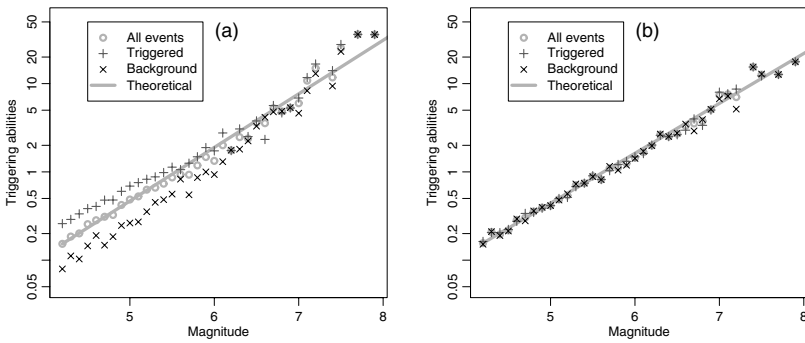 (a)
All events
Triggered
Background
Theoretical
Triggering abilities
50
20
10
5
2
1
0.5
0.2
0.05
5
6
7
8
Magnitude
(b)
All events
Triggered
Background
Theoretical
Triggering abilities
50
20
10
5
2
1
0.5
0.2
0.05
5
6
7
8
Magnitude